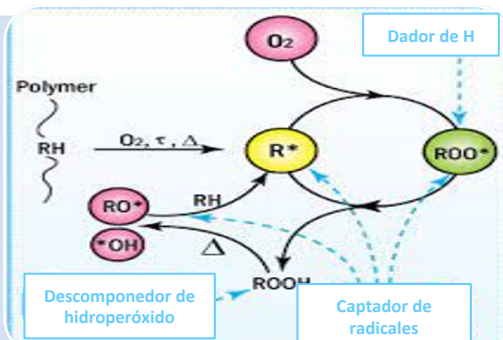 O₂
Dador de H
Polymer
RH
O₂, τ, Δ
R*
ROO*
RO*
RH
*OH
Δ
ROOH
Descomponedor de
hidroperóxido
Captador de
radicales